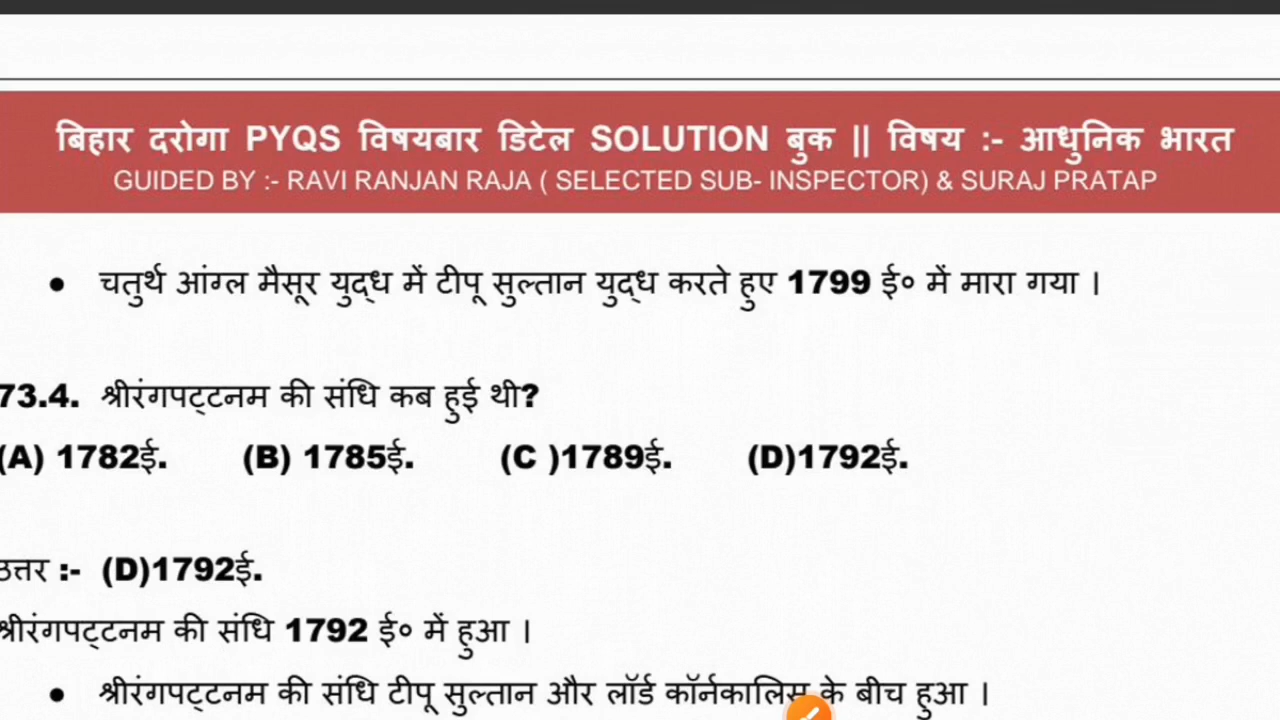 बिहार दरोगा PYQS विषयबार डिटेल SOLUTION बुक || विषय :- आधुनिक भारत
GUIDED BY :- RAVI RANJAN RAJA ( SELECTED SUB- INSPECTOR) & SURAJ PRATAP
• चतुर्थ आंग्ल मैसूर युद्ध में टीपू सुल्तान युद्ध करते हुए 1799 ई० में मारा गया ।
73.4. श्रीरंगपट्टनम की संधि कब हुई थी?
(A) 1782ई. (B) 1785ई. (C )1789ई. (D)1792ई.
उत्तर :- (D)1792ई.
श्रीरंगपट्टनम की संधि 1792 ई० में हुआ ।
• श्रीरंगपट्टनम की संधि टीपू सुल्तान और लॉर्ड कॉर्नकालिस के बीच हुआ ।